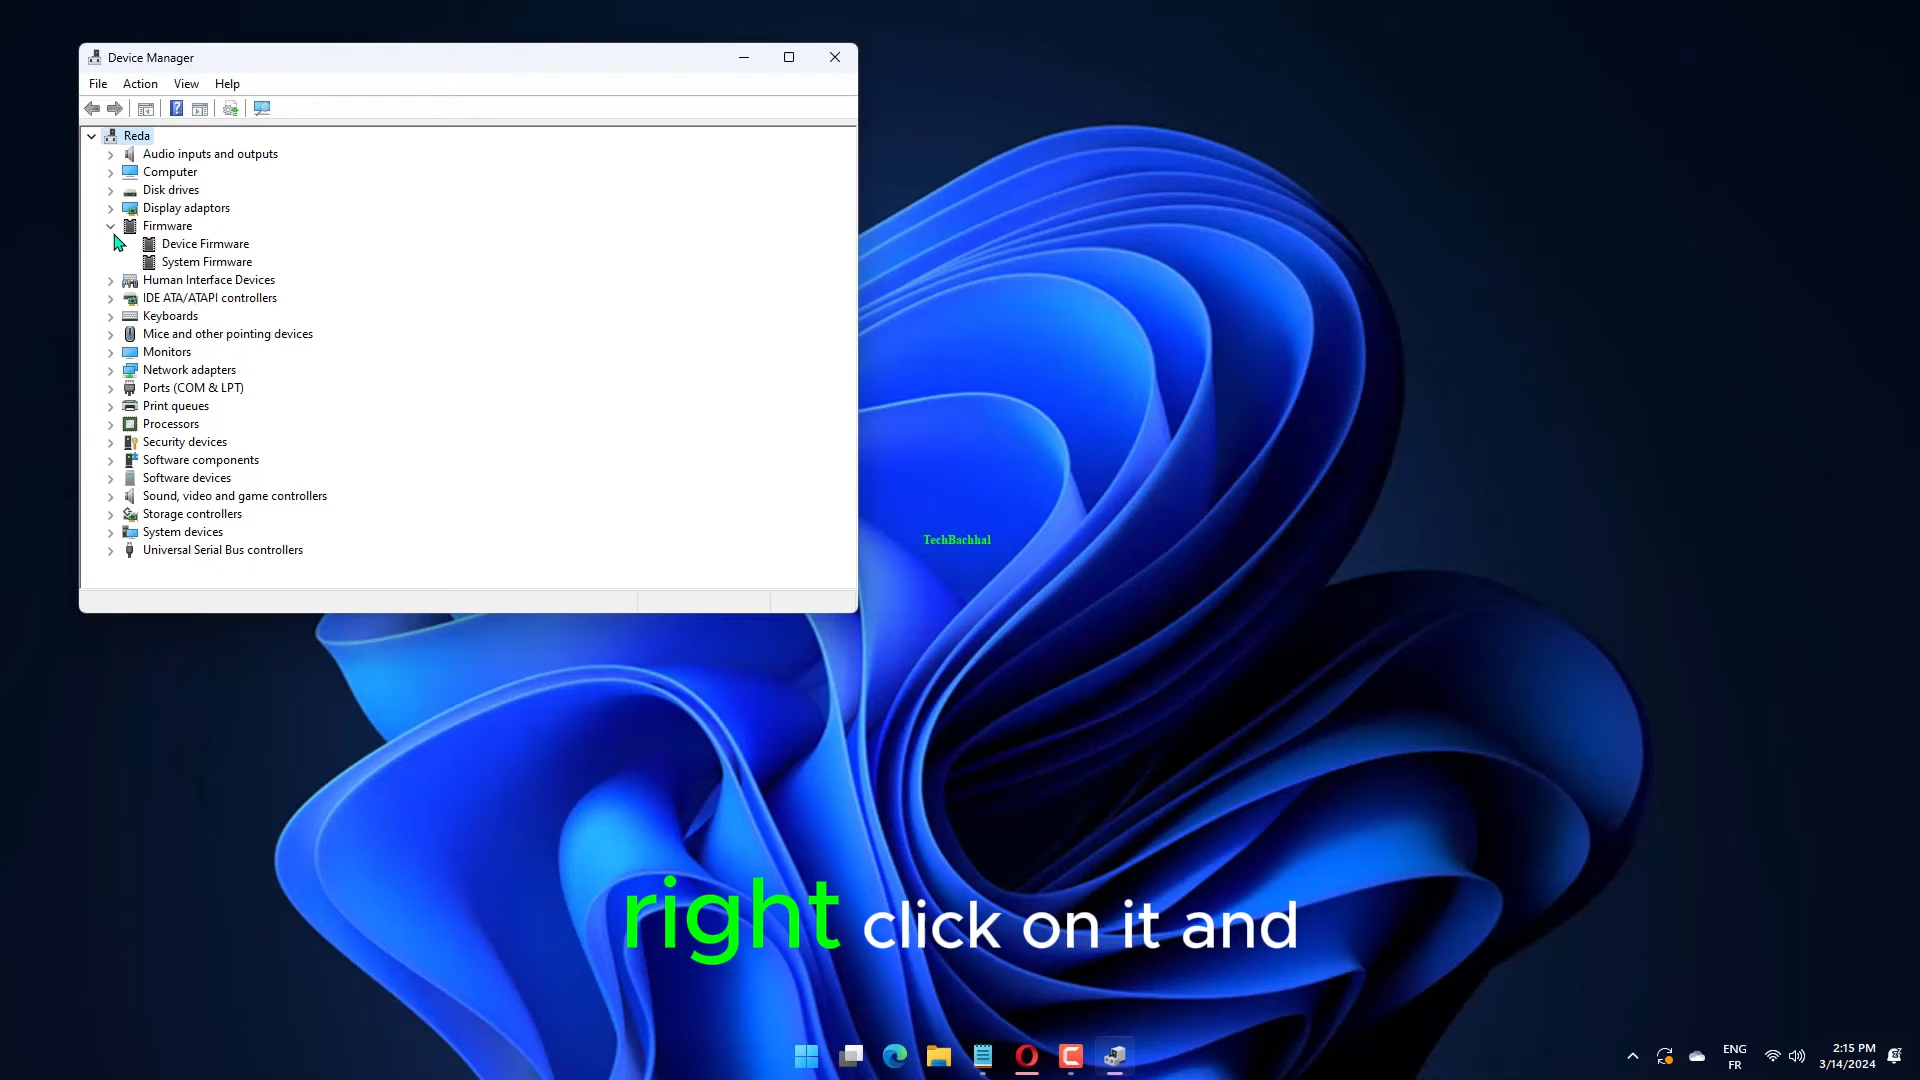 Device Manager
File Action View Help
Reda
Audio inputs and outputs
Computer
Disk drives
Display adaptors
Firmware
Device Firmware
System Firmware
Human Interface Devices
IDE ATA/ATAPI controllers
Keyboards
Mice and other pointing devices
Monitors
Network adapters
Ports (COM & LPT)
Print queues
Processors
Security devices
Software components
Software devices
Sound, video and game controllers
Storage controllers
System devices
Universal Serial Bus controllers
TechBachhal
right click on it and
ENG
FR
2:15 PM
3/14/2024